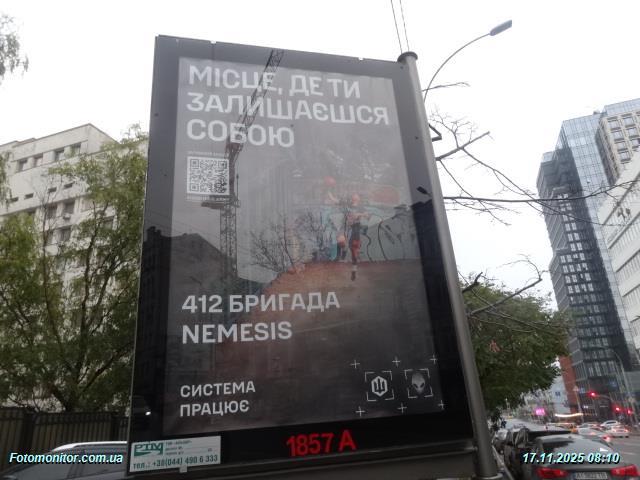 МІСЦЕ, ДЕ ТИ
ЗАЛИШАЄШСЯ
СОБОЮ
412 БРИГАДА
NEMESIS
СИСТЕМА
ПРАЦЮЄ
1857 A
тел.: +38(044) 490 6 333
Fotomonitor.com.ua
17.11.2025 08:10